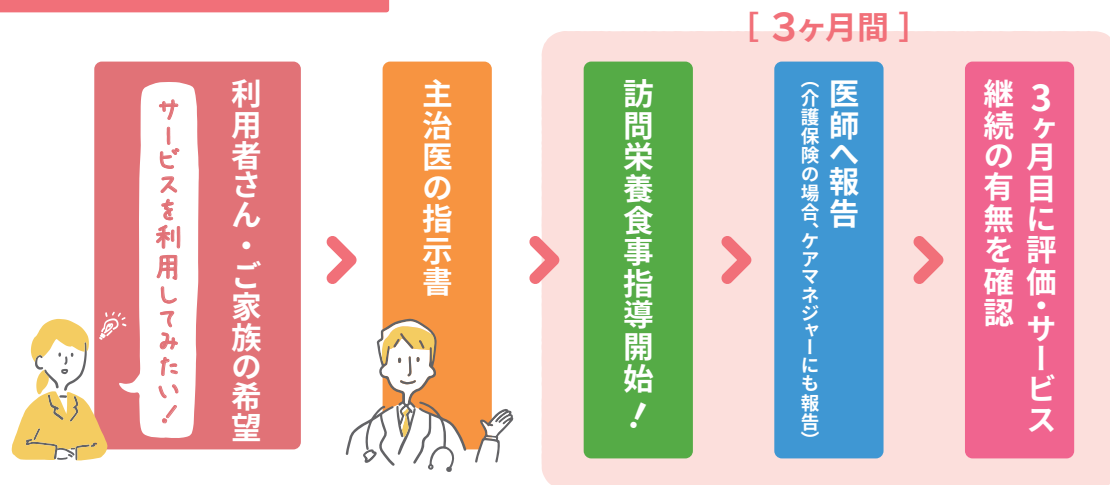 利用者さん・ご家族の希望
サービスを利用してみたい！
主治医の指示書
［ 3ヶ月間 ］
訪問栄養食事指導開始！
医師へ報告
（介護保険の場合、ケアマネジャーにも報告）
3ヶ月目に評価・サービス
継続の有無を確認